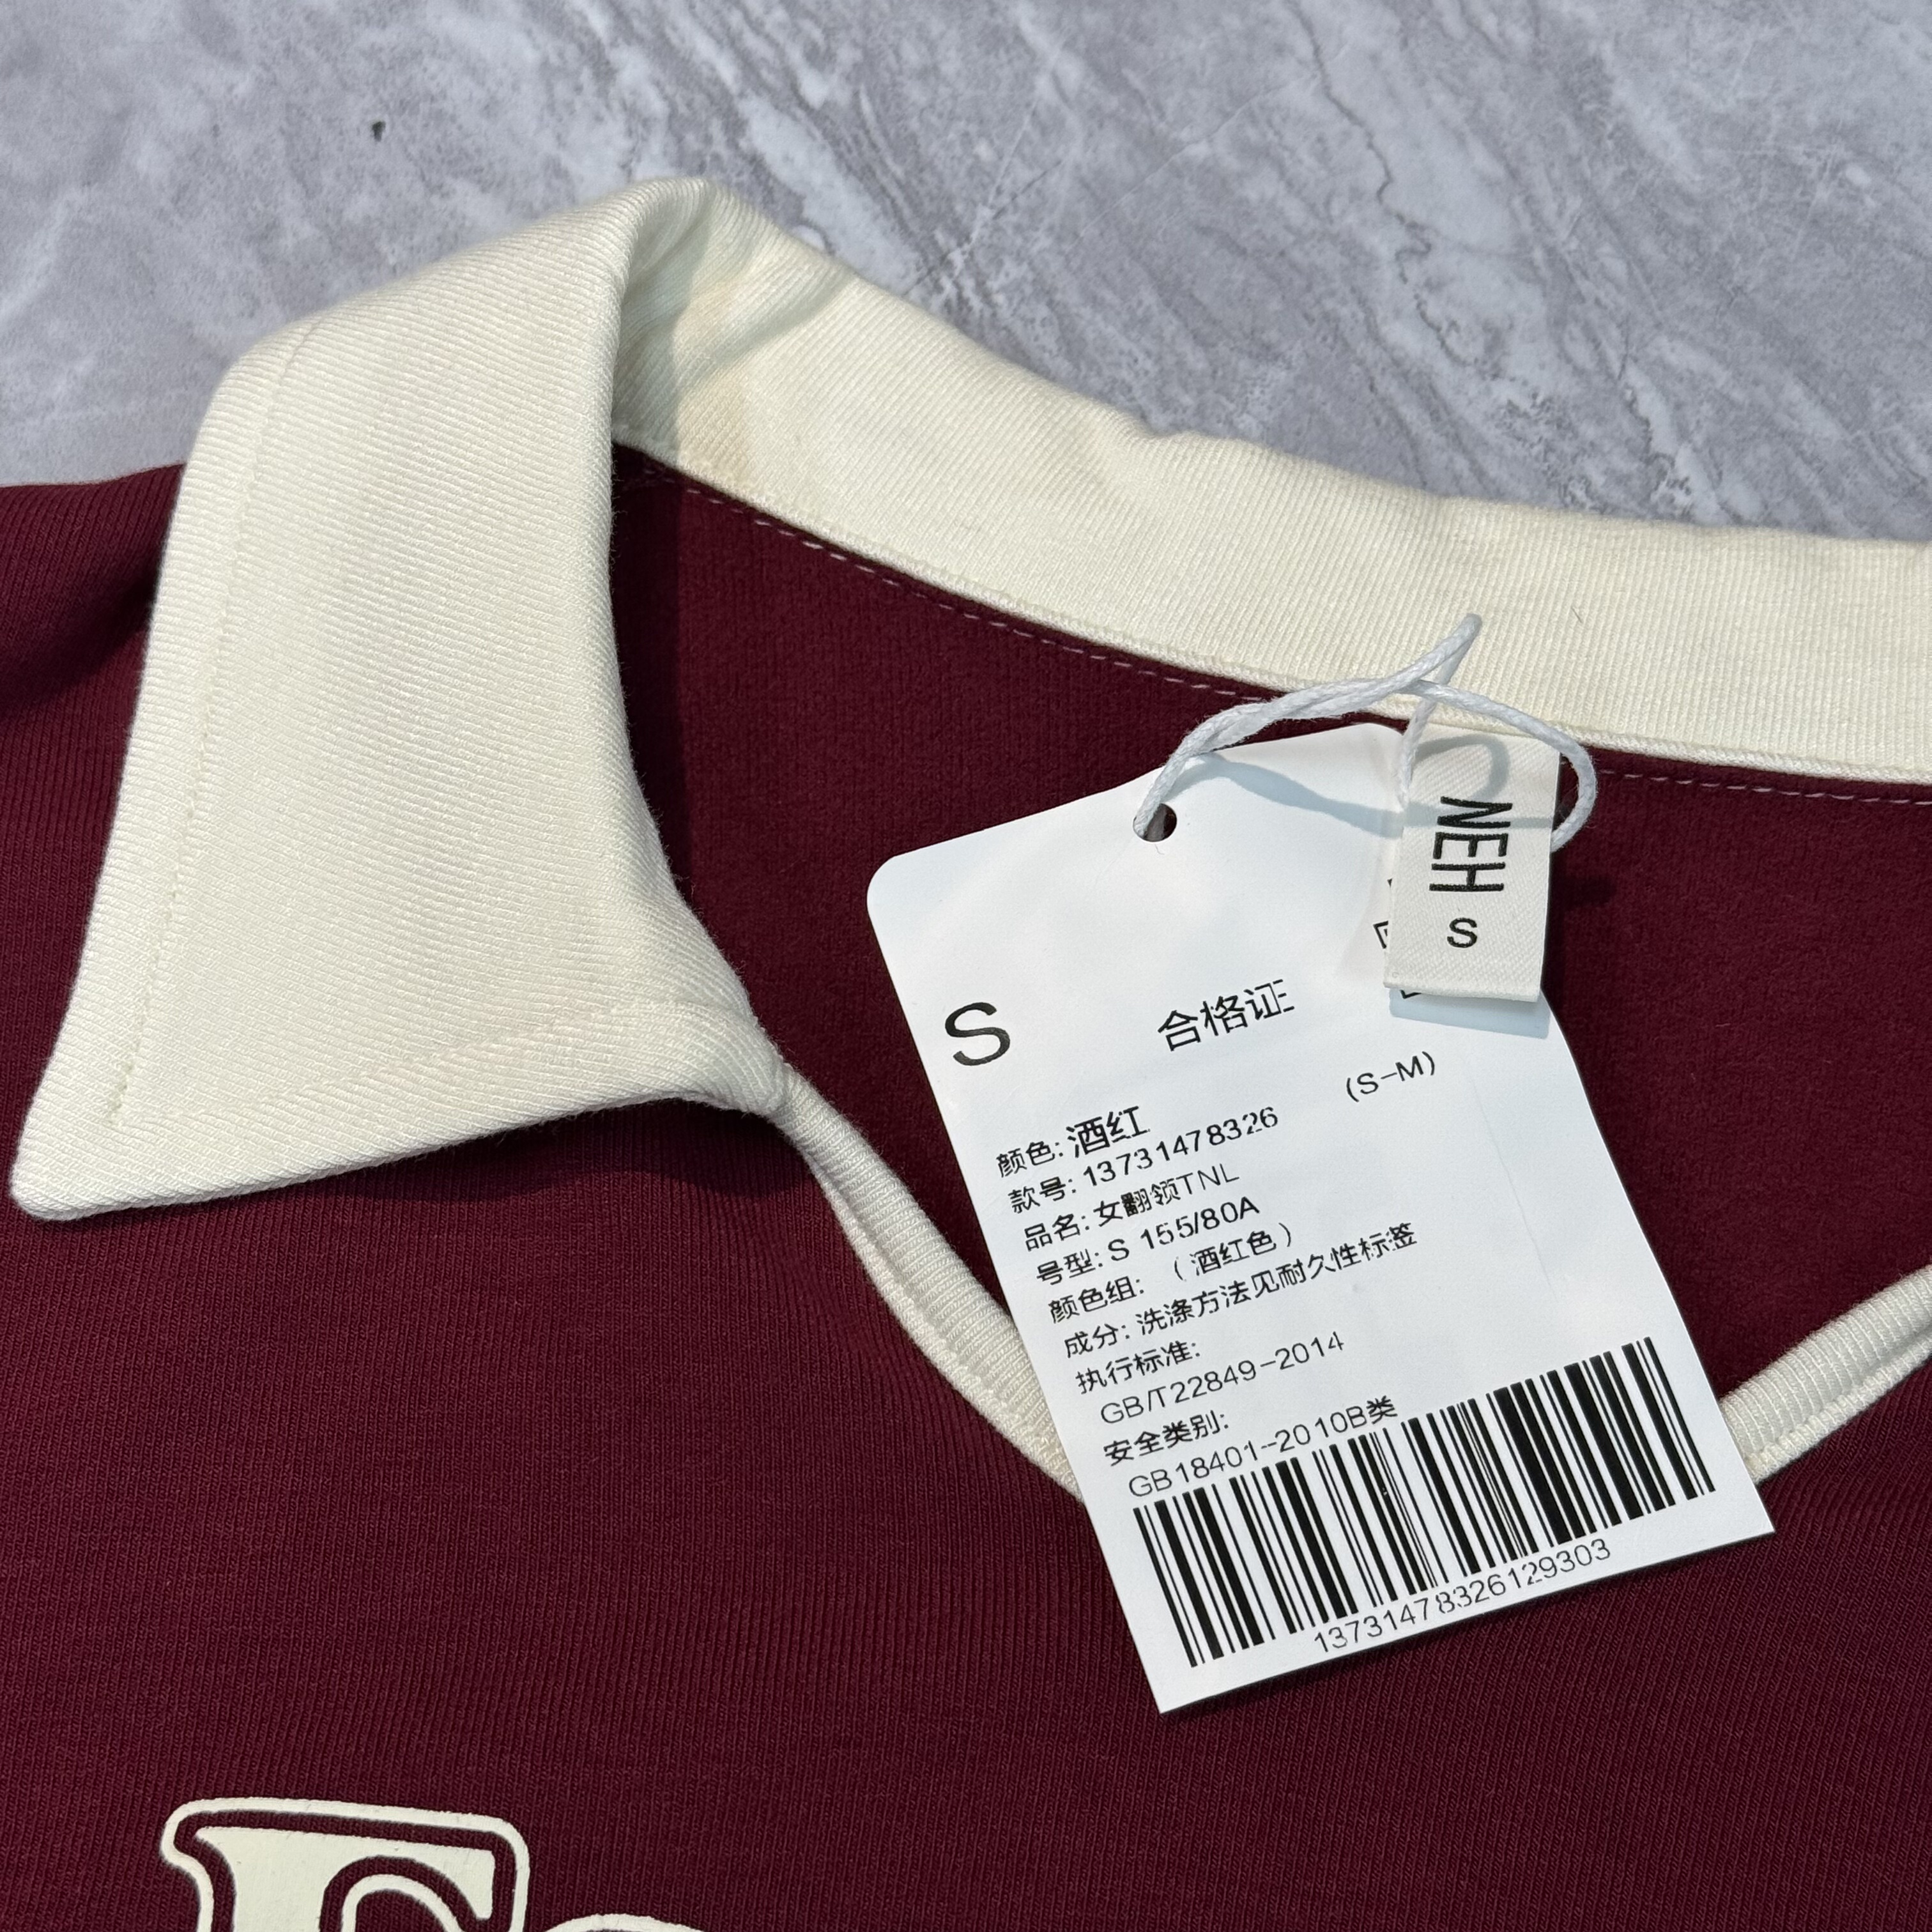 NEH
S
S
合格证
(S-M)
颜色: 酒红
款号: 13731478326
品名: 女翻领TNL
号型: S 155/80A
颜色组: （酒红色）
成分: 洗涤方法见耐久性标签
执行标准:
GB/T22849-2014
安全类别:
GB18401-2010B类
13731478326129303